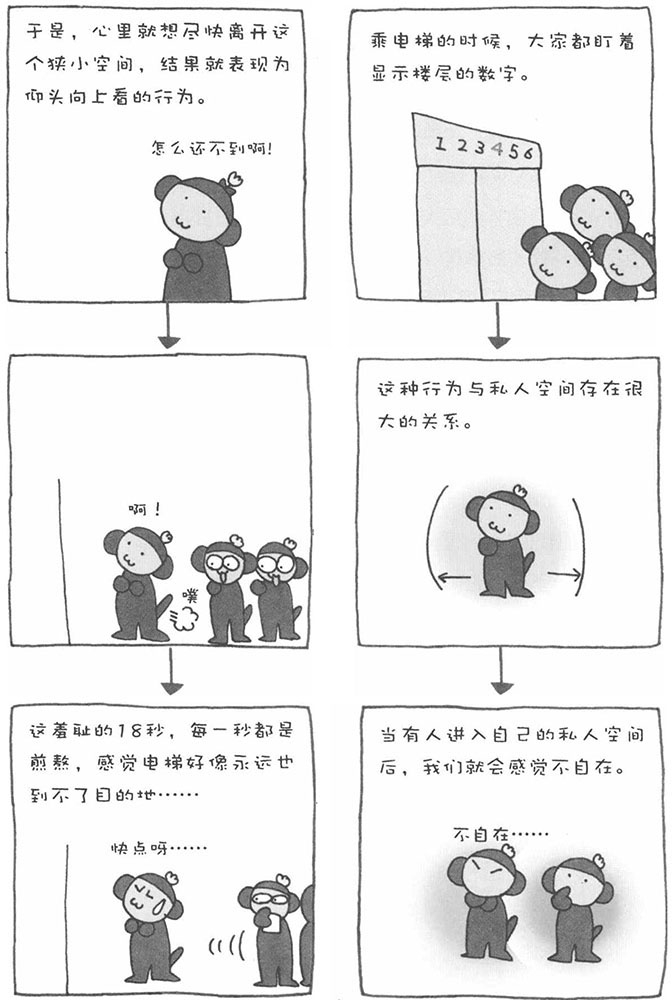 乘电梯的时候，大家都盯着
显示楼层的数字。
1 2 3 4 5 6
这种行为与私人空间存在很
大的关系。
当有人进入自己的私人空间
后，我们就会感觉不自在。
不自在……
于是，心里就想尽快离开这
个狭小空间，结果就表现为
仰头向上看的行为。
怎么还不到啊！
啊！
噗
这羞耻的18秒，每一秒都是
煎熬，感觉电梯好像永远也
到不了目的地……
快点呀……